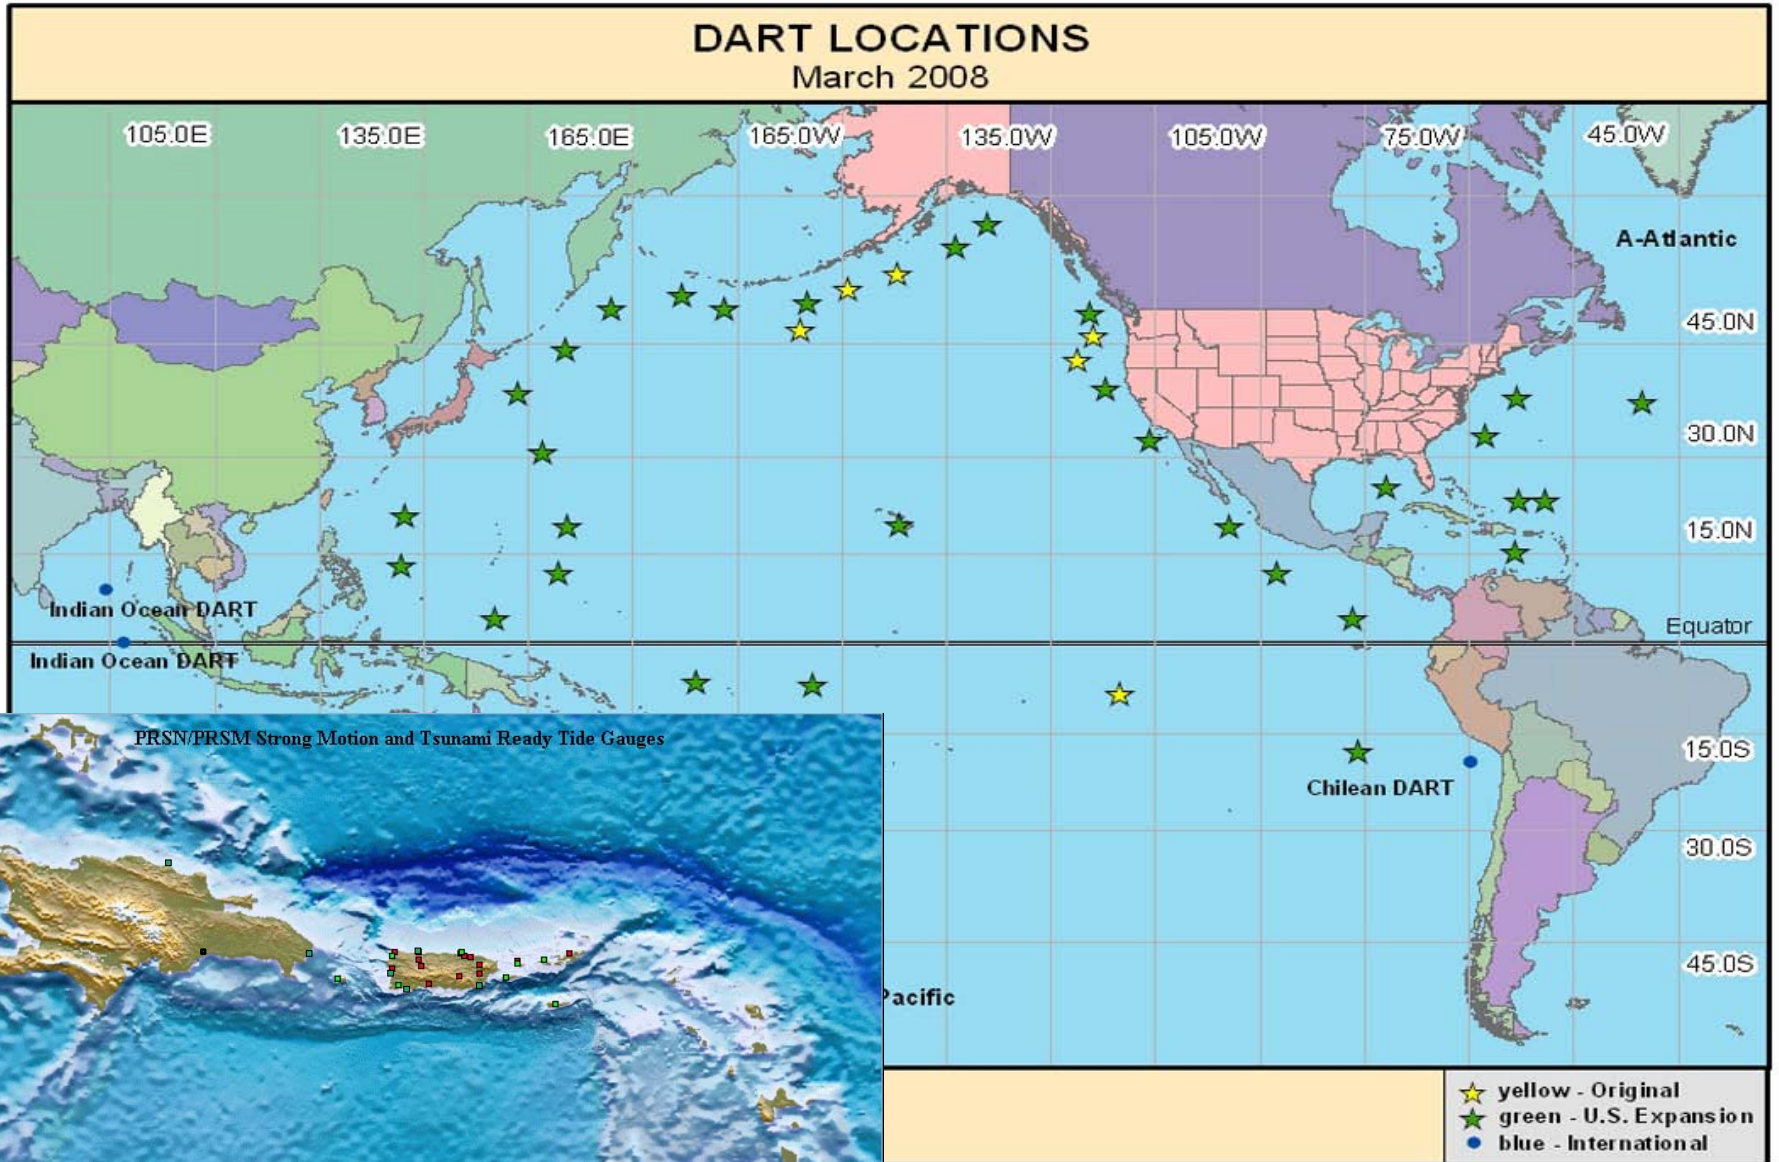 DART LOCATIONS
March 2008
105.0E 135.0E 165.0E 165.0W 135.0W 105.0W 75.0W 45.0W
A-Atlantic
45.0N
30.0N
15.0N
Indian Ocean DART
Equator
Indian Ocean DART
PRSN/PRSM Strong Motion and Tsunami Ready Tide Gauges
15.0S
Chilean DART
30.0S
45.0S
Pacific
yellow - Original
green - U.S. Expansion
blue - International